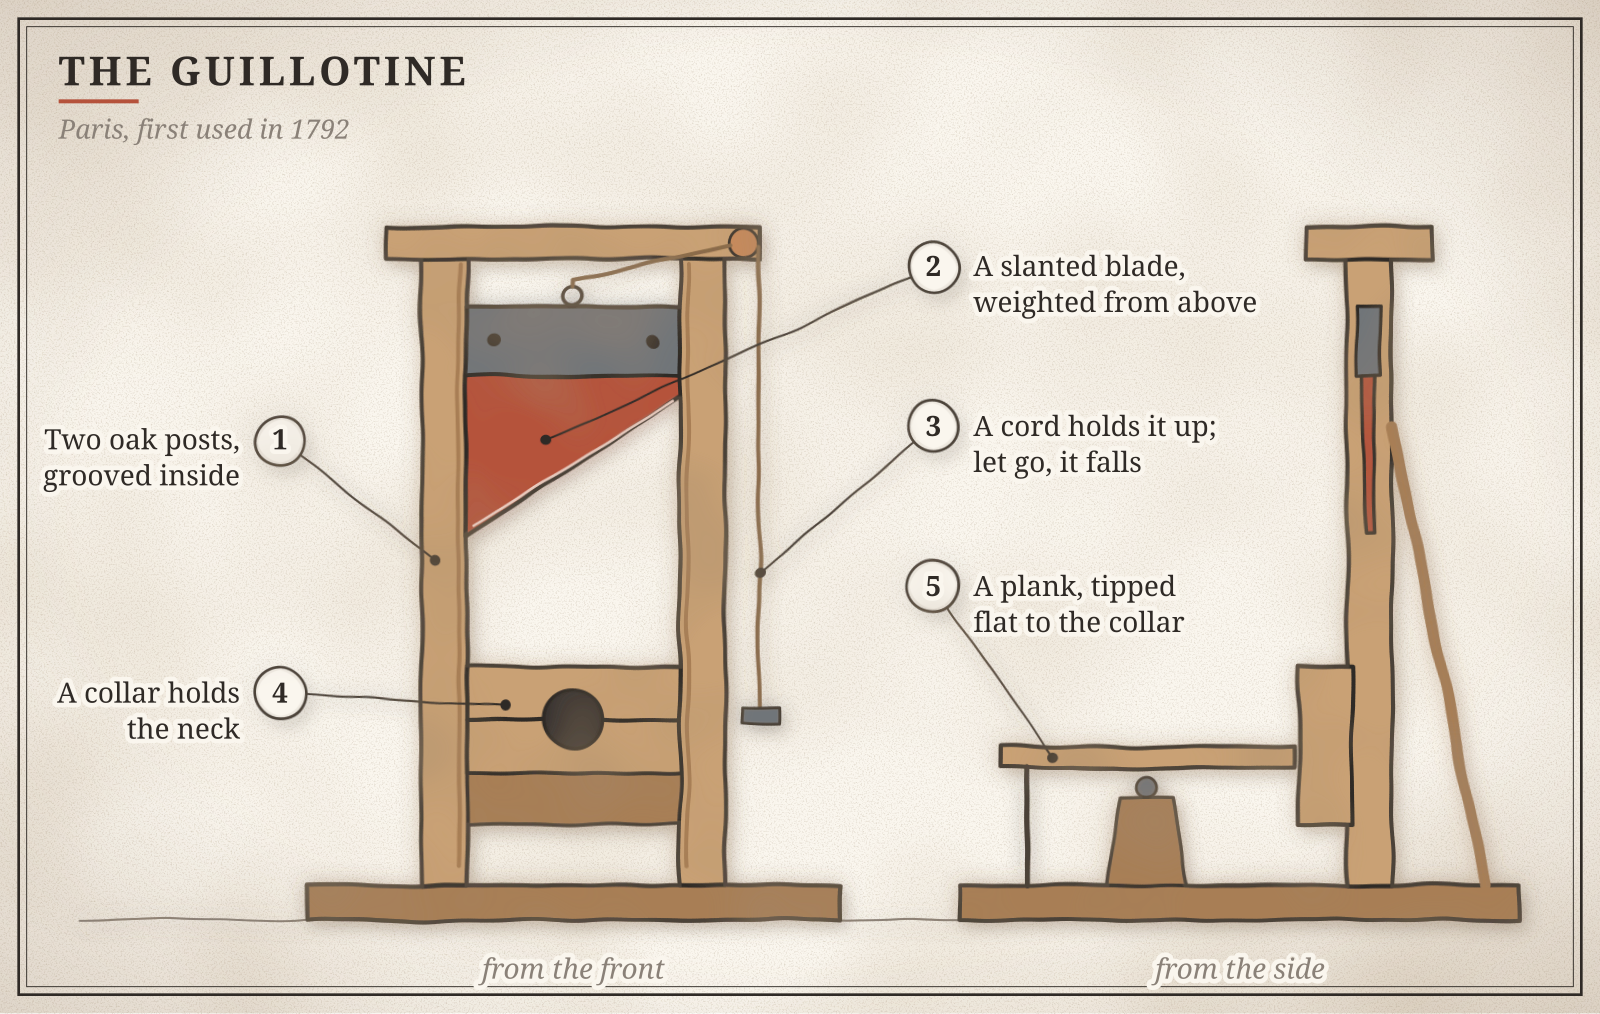 THE GUILLOTINE
Paris, first used in 1792
1
Two oak posts,
grooved inside
2
A slanted blade,
weighted from above
3
A cord holds it up;
let go, it falls
4
A collar holds
the neck
5
A plank, tipped
flat to the collar
from the front
from the side